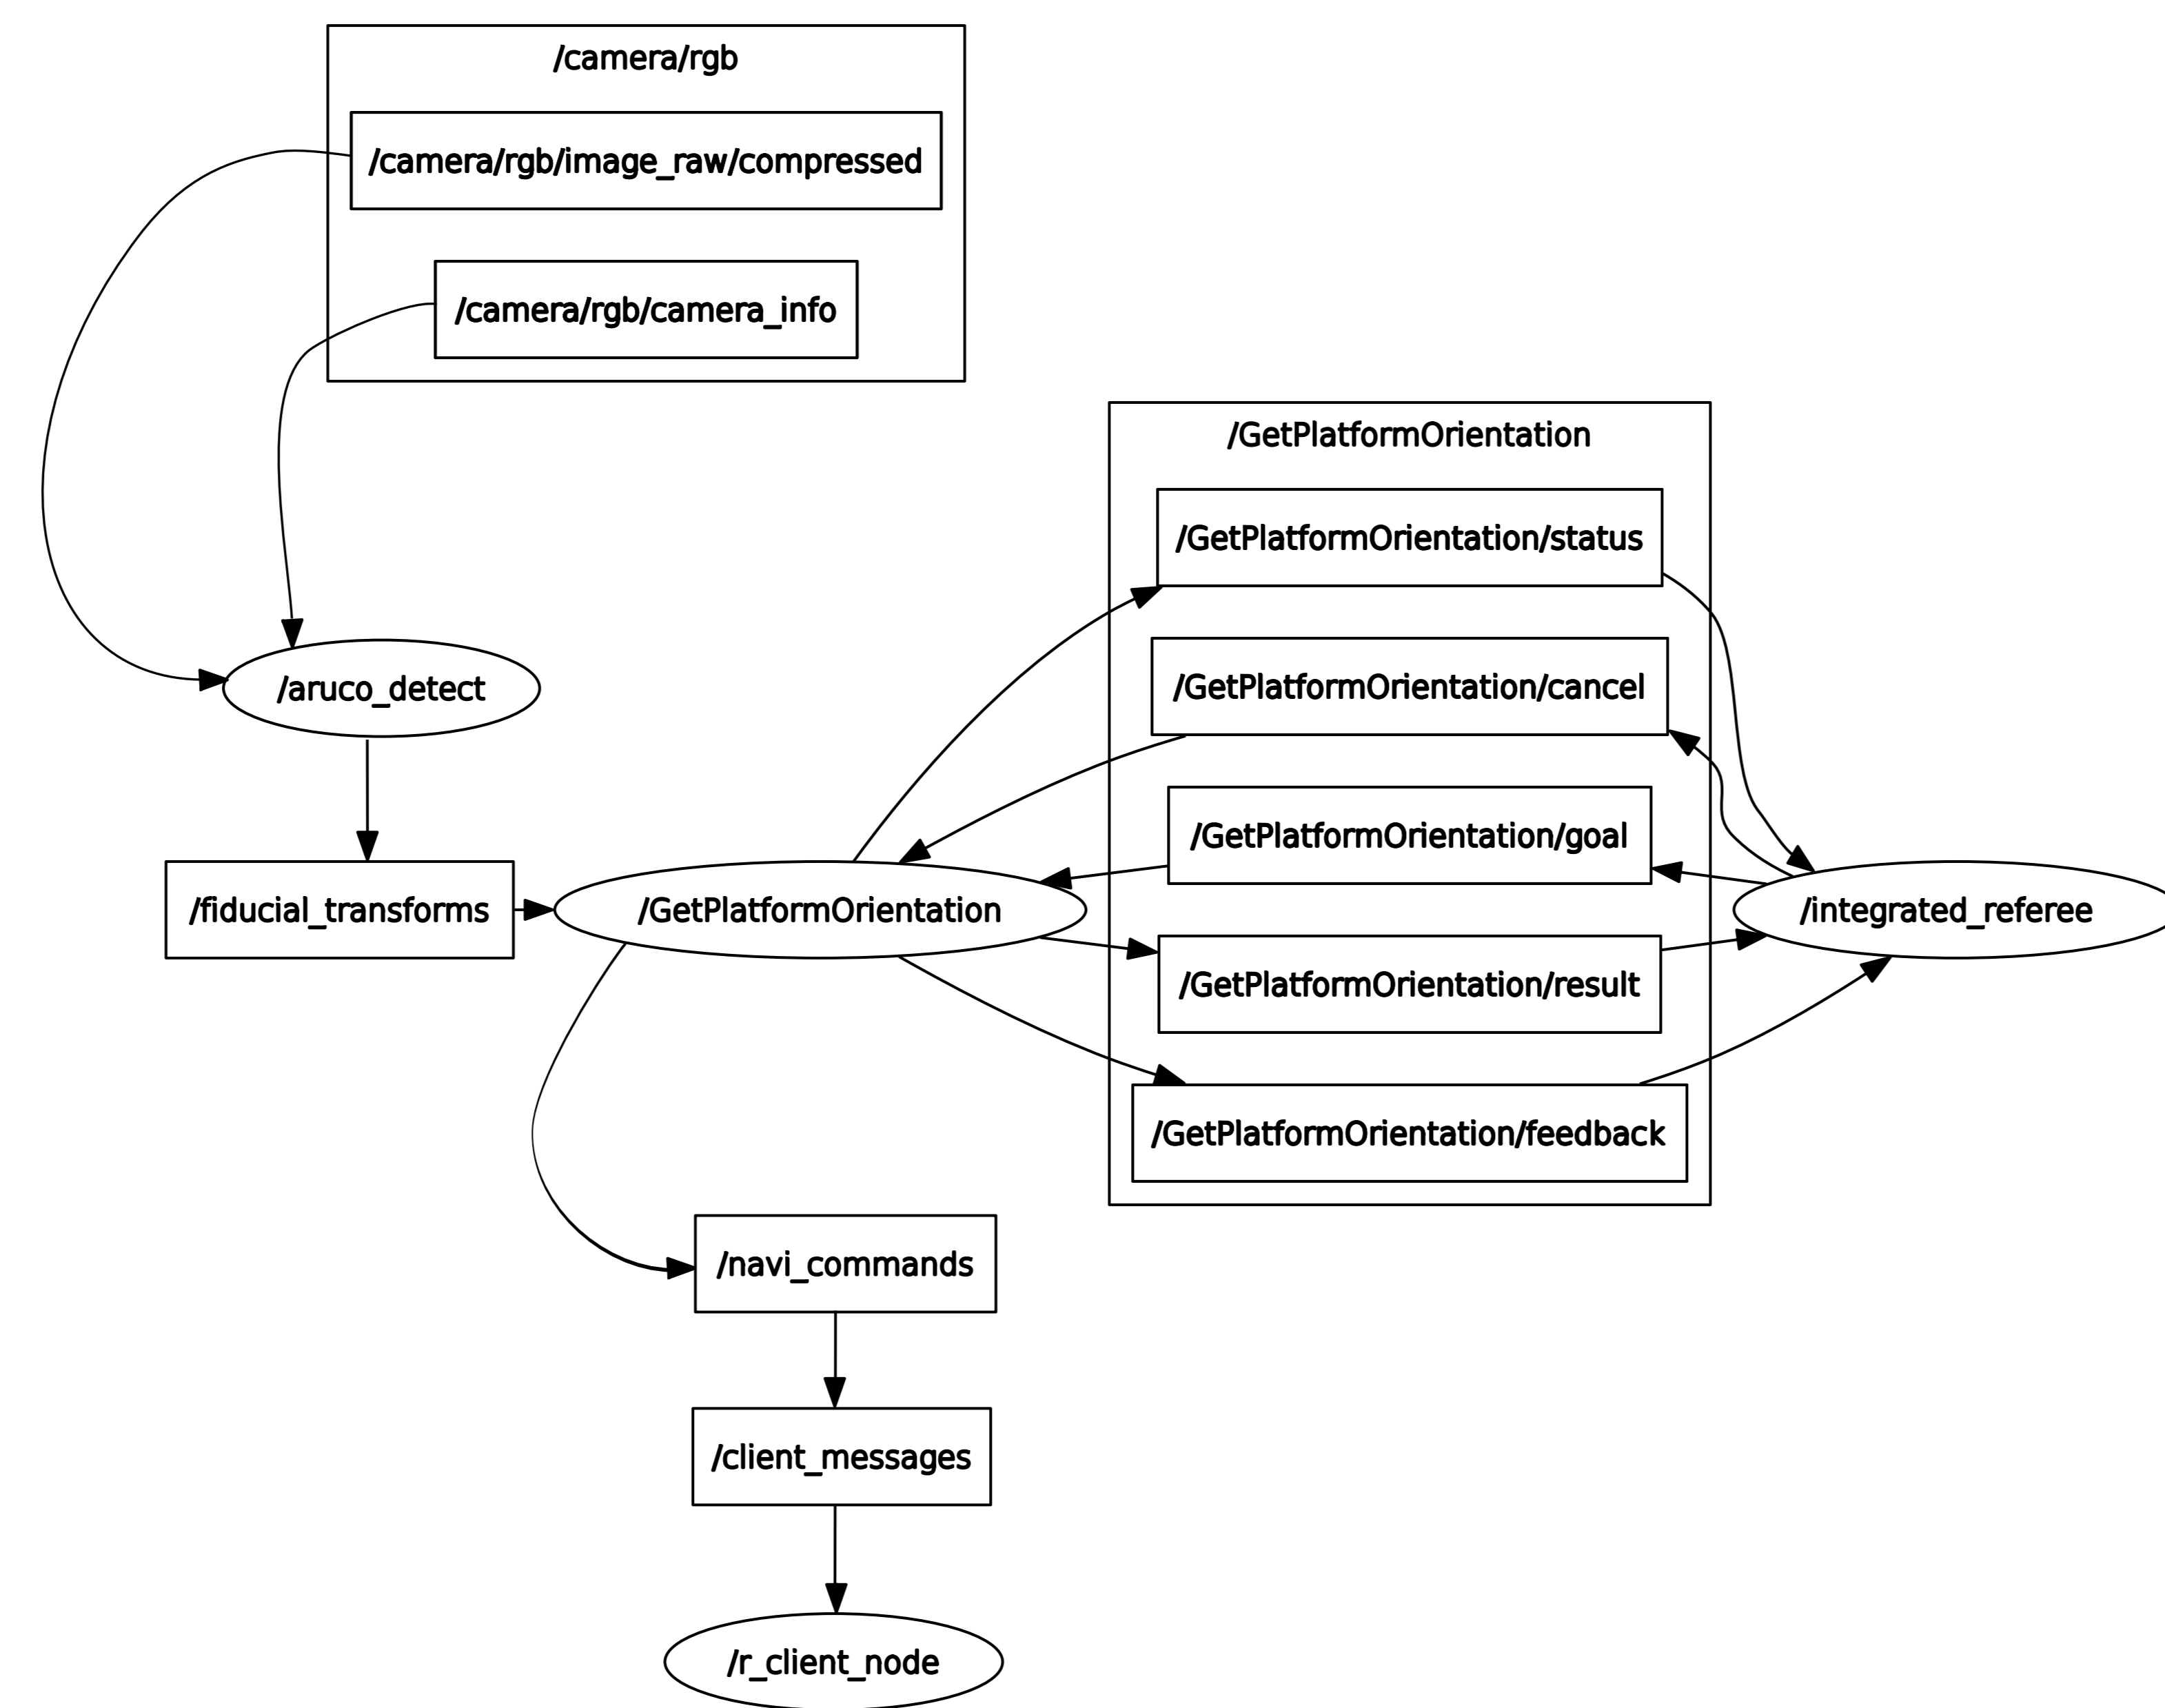 /camera/rgb
/camera/rgb/image_raw/compressed
/camera/rgb/camera_info
/GetPlatformOrientation
/GetPlatformOrientation/status
/aruco_detect
/GetPlatformOrientation/cancel
/GetPlatformOrientation/goal
/fiducial_transforms
/GetPlatformOrientation
/integrated_referee
/GetPlatformOrientation/result
/GetPlatformOrientation/feedback
/navi_commands
/client_messages
/r_client_node